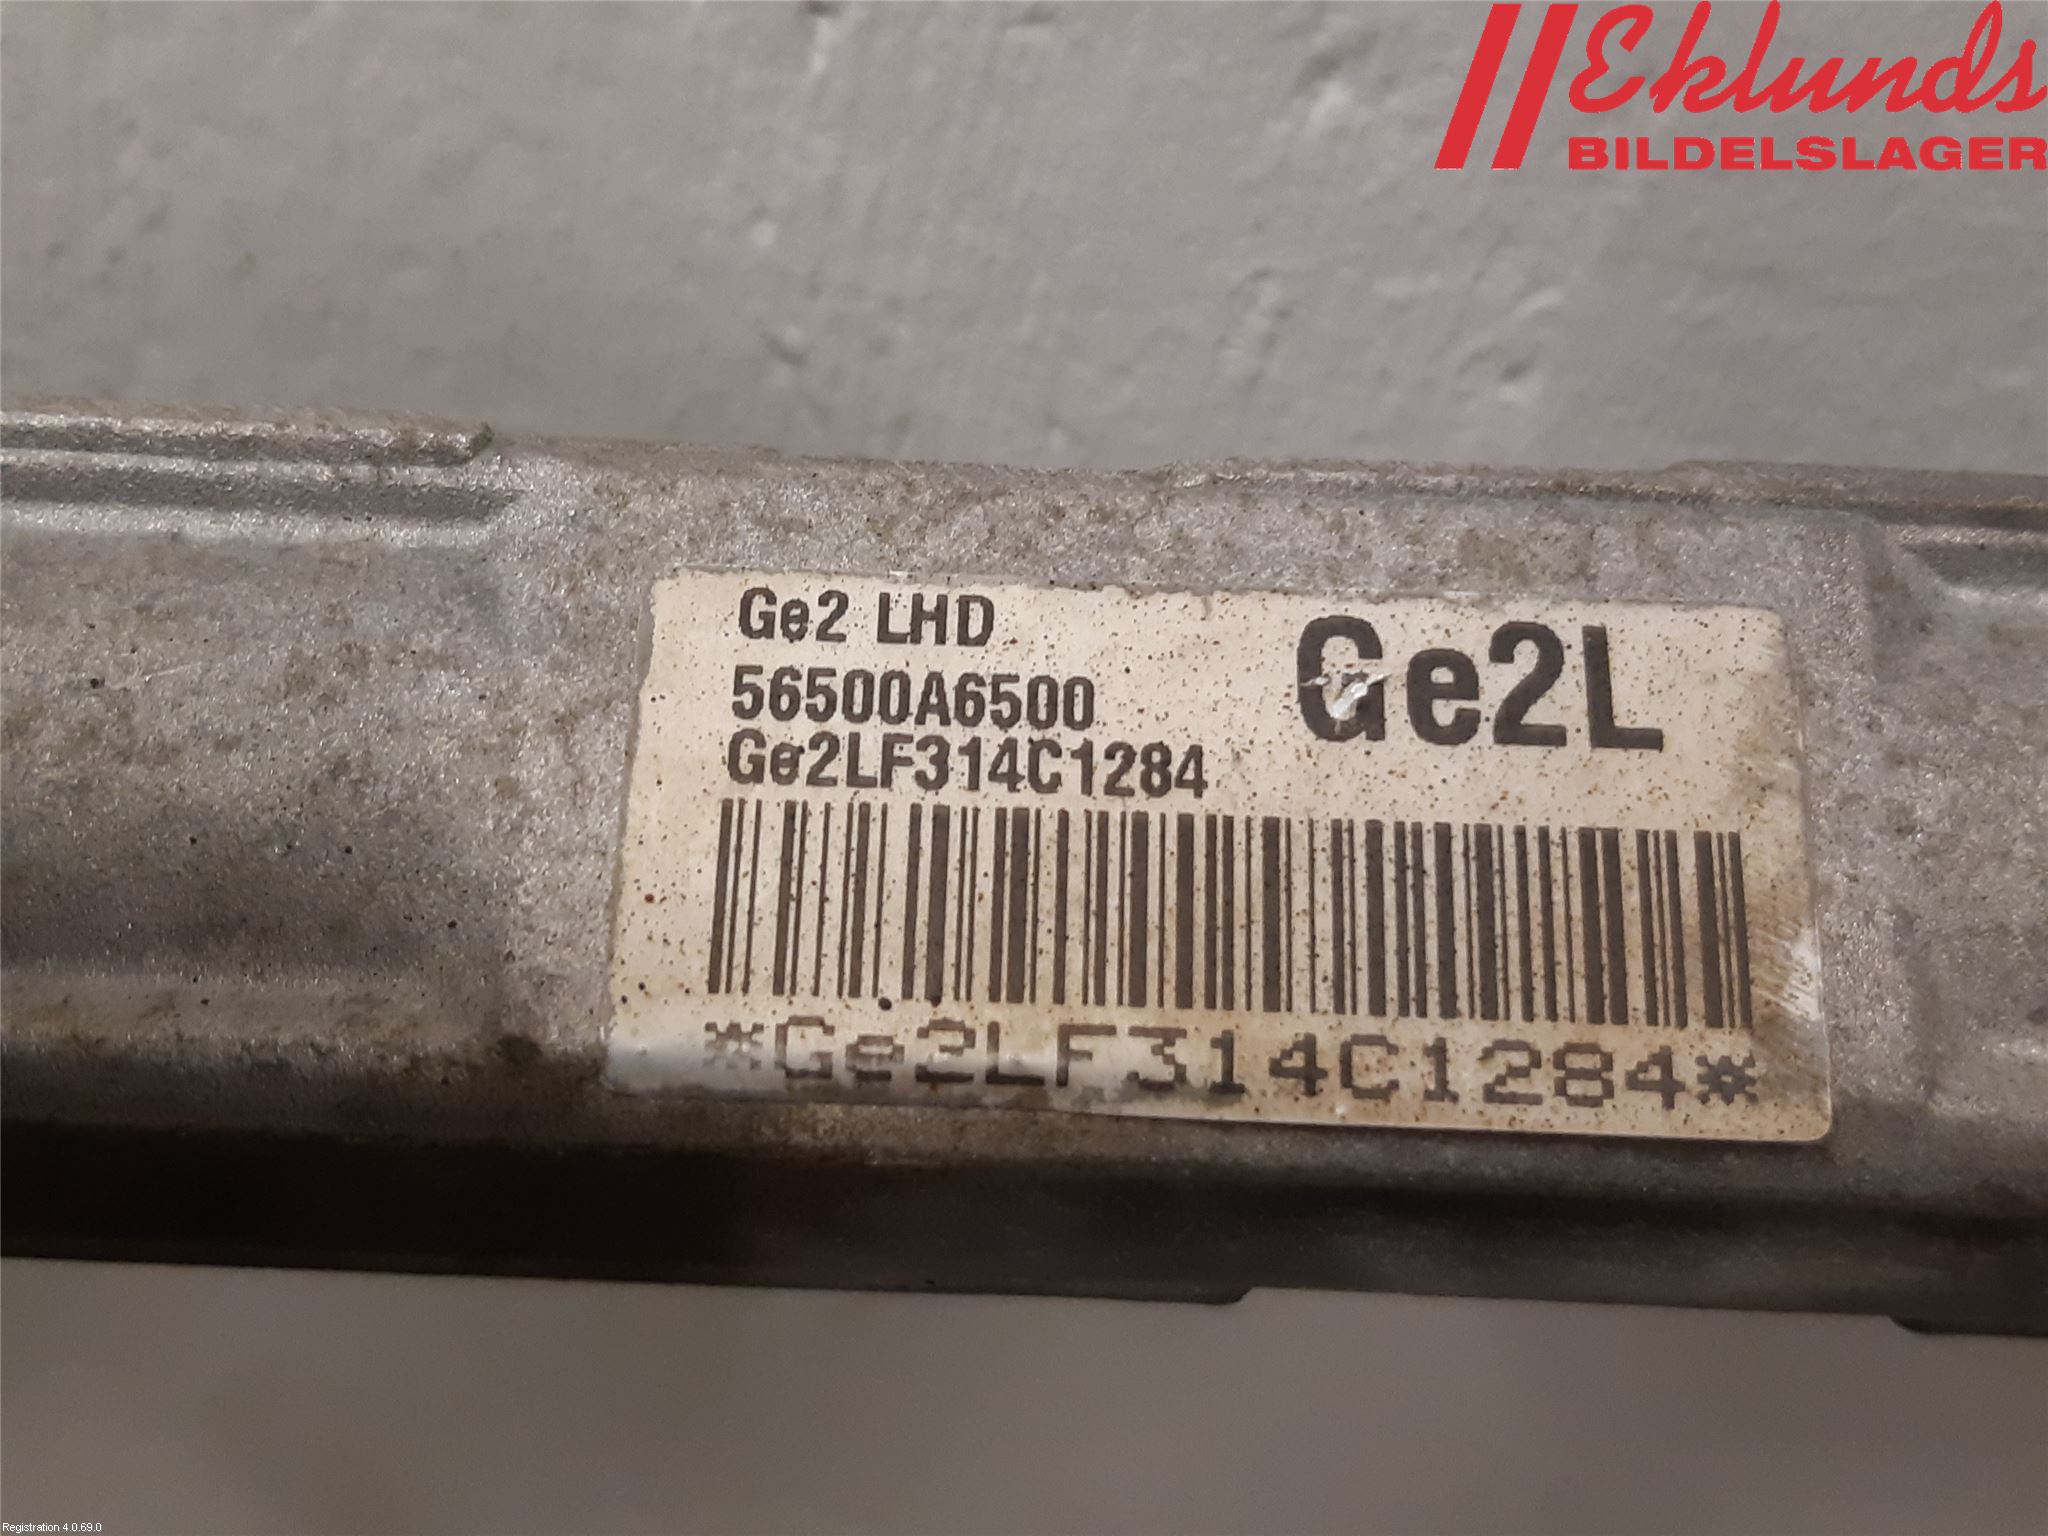 Eklunds
BILDELSLAGER
Ge2 LHD
Ge2L
56500A6500
Ge2LF314C1284
*Ge2LF314C1284*
Registration 4.0.69.0